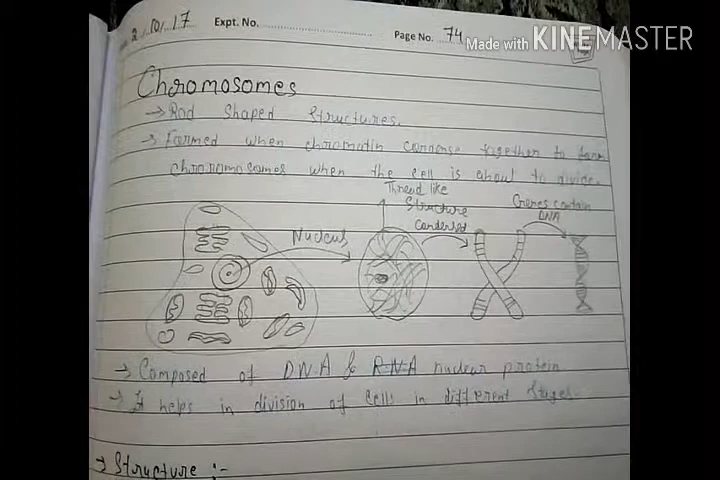 2/10/17 Expt. No. Page No. 74
Made with KINEMASTER
Chromosomes
→ Rod Shaped Structures.
→ Formed when chromatin condense together to form
chromosomes when the cell is about to divide.
Thread like
Structure
Condensed
Genes contain
DNA
Nucleus
→ Composed of DNA & RNA nuclear protein
→ It helps in division of cells in different stages.
→ Structure :-